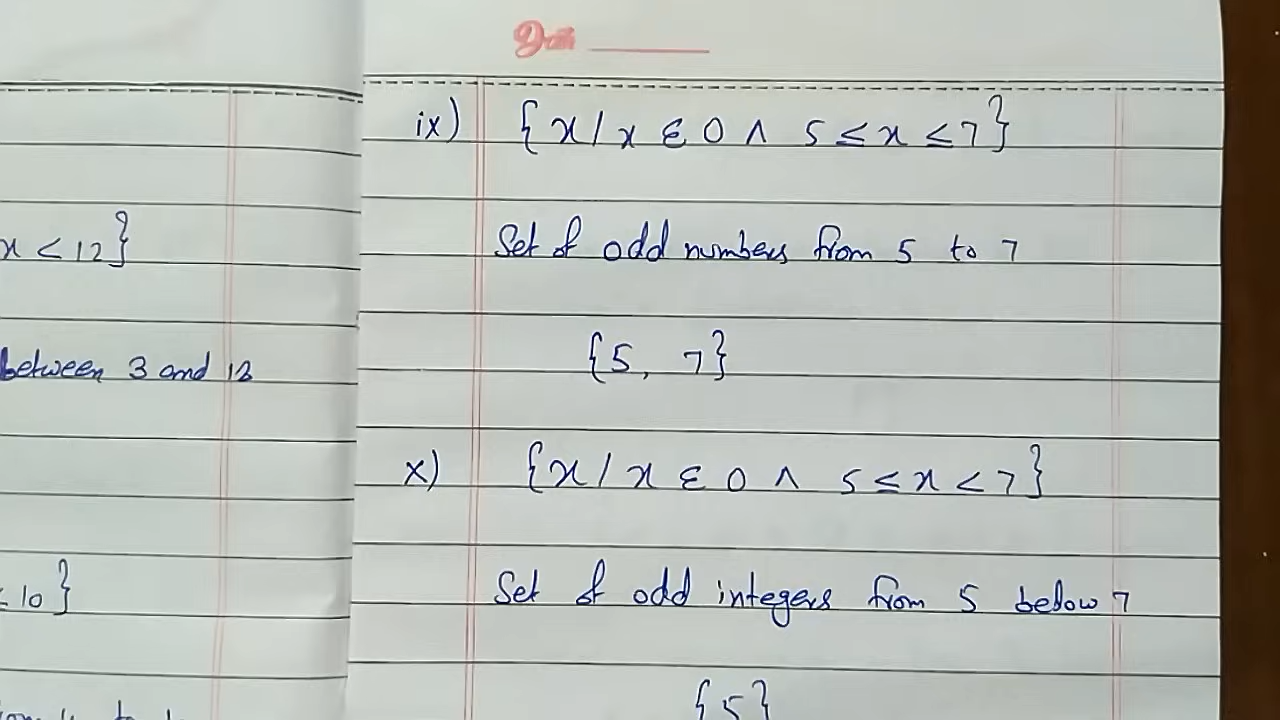 x < 12}
between 3 and 12
10}
ix) {x / x ε O ∧ 5 ≤ x ≤ 7}
Set of odd numbers from 5 to 7
{5, 7}
x) {x / x ε O ∧ 5 ≤ x < 7}
Set of odd integers from 5 below 7
{5}